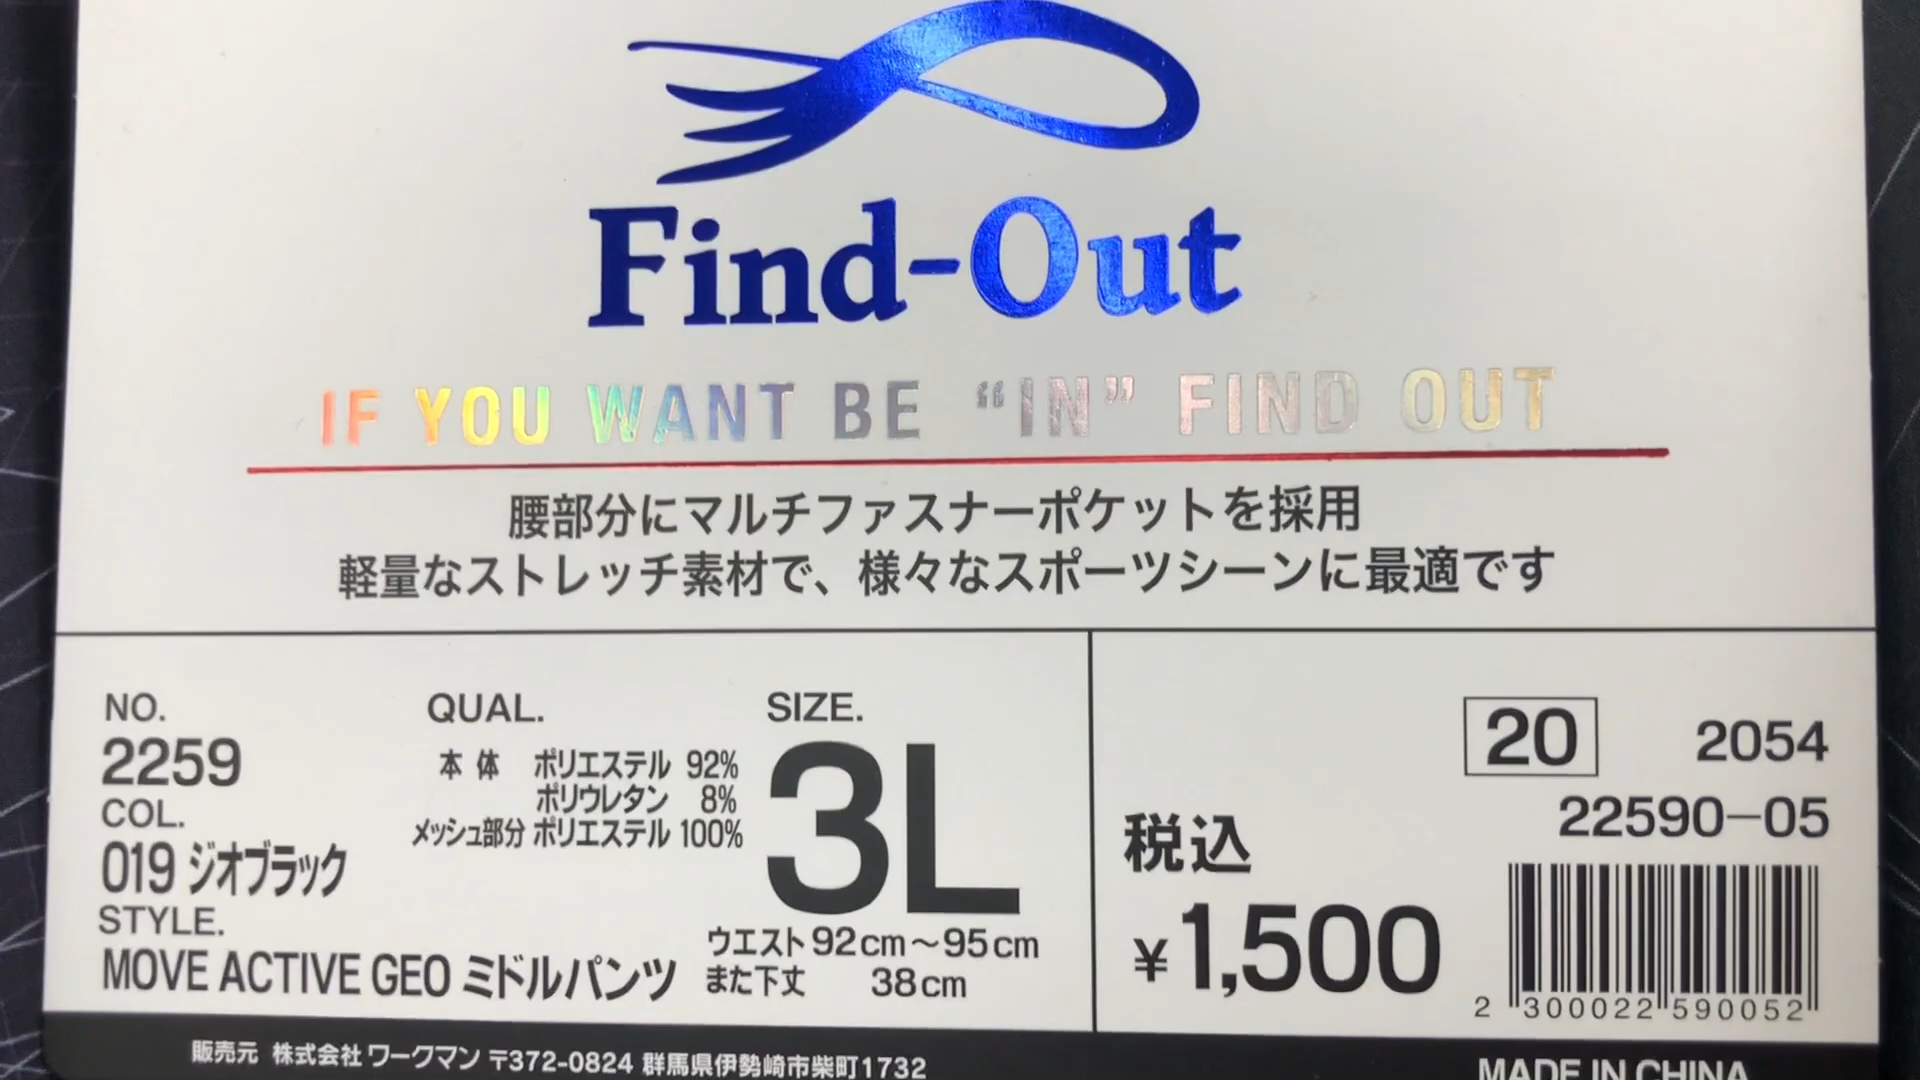 Find-Out
IF YOU WANT BE “IN” FIND OUT
腰部分にマルチファスナーポケットを採用
軽量なストレッチ素材で、様々なスポーツシーンに最適です
NO.
2259
COL.
019 ジオブラック
STYLE.
MOVE ACTIVE GEO ミドルパンツ
QUAL.
本体 ポリエステル 92%
ポリウレタン 8%
メッシュ部分 ポリエステル 100%
SIZE.
3L
ウエスト 92cm～95cm
また下丈 38cm
20 2054
22590-05
税込
¥1,500
2 300022 590052
販売元 株式会社 ワークマン 〒372-0824 群馬県伊勢崎市柴町1732
MADE IN CHINA